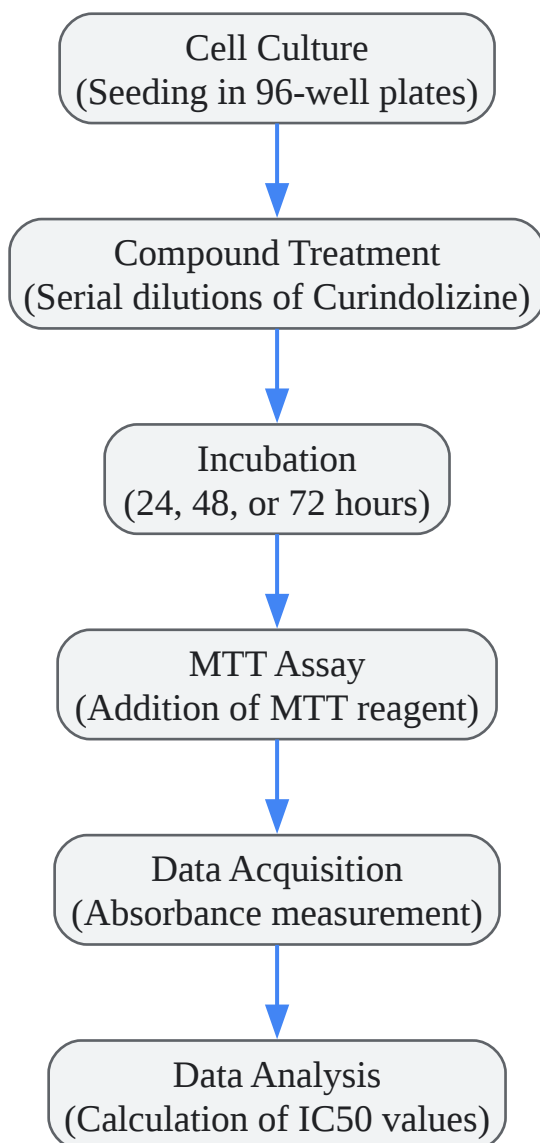 Cell Culture
(Seeding in 96-well plates)
Compound Treatment
(Serial dilutions of Curindolizine)
Incubation
(24, 48, or 72 hours)
MTT Assay
(Addition of MTT reagent)
Data Acquisition
(Absorbance measurement)
Data Analysis
(Calculation of IC50 values)